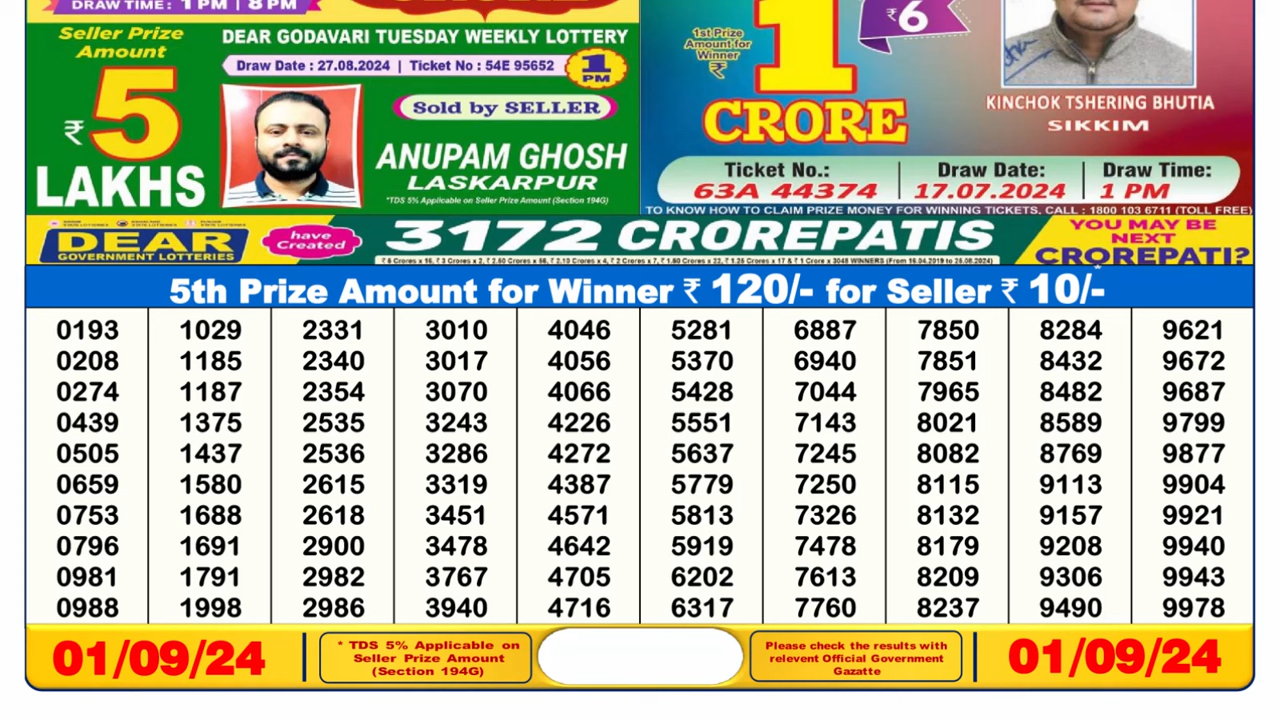 DRAW TIME : 1 PM | 8 PM
Seller Prize
Amount
₹5
LAKHS
DEAR GODAVARI TUESDAY WEEKLY LOTTERY
Draw Date : 27.08.2024 | Ticket No : 54E 95652
1
PM
Sold by SELLER
ANUPAM GHOSH
LASKARPUR
*TDS 5% Applicable on Seller Prize Amount (Section 194G)
1st Prize
Amount for
Winner
₹
1
CRORE
₹6
KINCHOK TSHERING BHUTIA
SIKKIM
Ticket No.: Draw Date: Draw Time:
63A 44374 17.07.2024 1 PM
TO KNOW HOW TO CLAIM PRIZE MONEY FOR WINNING TICKETS, CALL : 1800 103 6711 (TOLL FREE)
DEAR
GOVERNMENT LOTTERIES
have
Created
3172 CROREPATIS
YOU MAY BE
NEXT
CROREPATI?
5th Prize Amount for Winner ₹ 120/- for Seller ₹ 10/-*
0193 1029 2331 3010 4046 5281 6887 7850 8284 9621
0208 1185 2340 3017 4056 5370 6940 7851 8432 9672
0274 1187 2354 3070 4066 5428 7044 7965 8482 9687
0439 1375 2535 3243 4226 5551 7143 8021 8589 9799
0505 1437 2536 3286 4272 5637 7245 8082 8769 9877
0659 1580 2615 3319 4387 5779 7250 8115 9113 9904
0753 1688 2618 3451 4571 5813 7326 8132 9157 9921
0796 1691 2900 3478 4642 5919 7478 8179 9208 9940
0981 1791 2982 3767 4705 6202 7613 8209 9306 9943
0988 1998 2986 3940 4716 6317 7760 8237 9490 9978
01/09/24
* TDS 5% Applicable on
Seller Prize Amount
(Section 194G)
Please check the results with
relevent Official Government
Gazatte
01/09/24